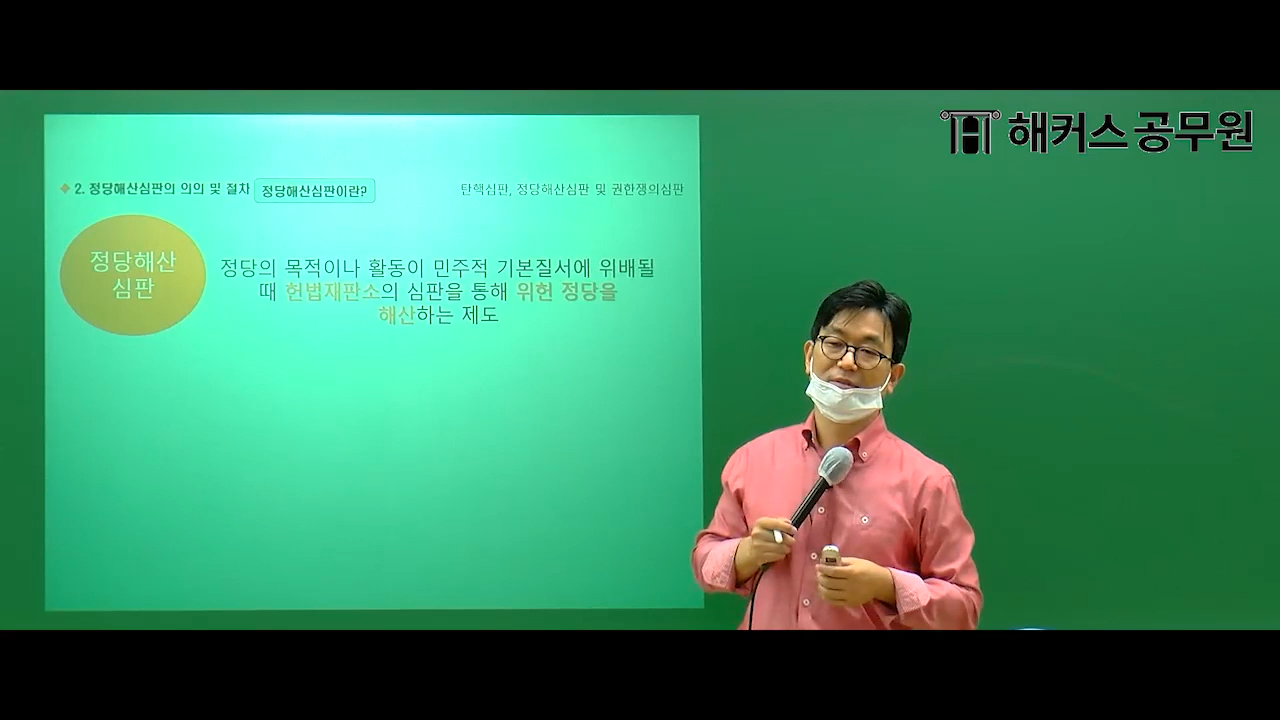 해커스 공무원
◆ 2. 정당해산심판의 의의 및 절차 정당해산심판이란? 탄핵심판, 정당해산심판 및 권한쟁의심판
정당해산
심판
정당의 목적이나 활동이 민주적 기본질서에 위배될
때 헌법재판소의 심판을 통해 위헌 정당을
해산하는 제도